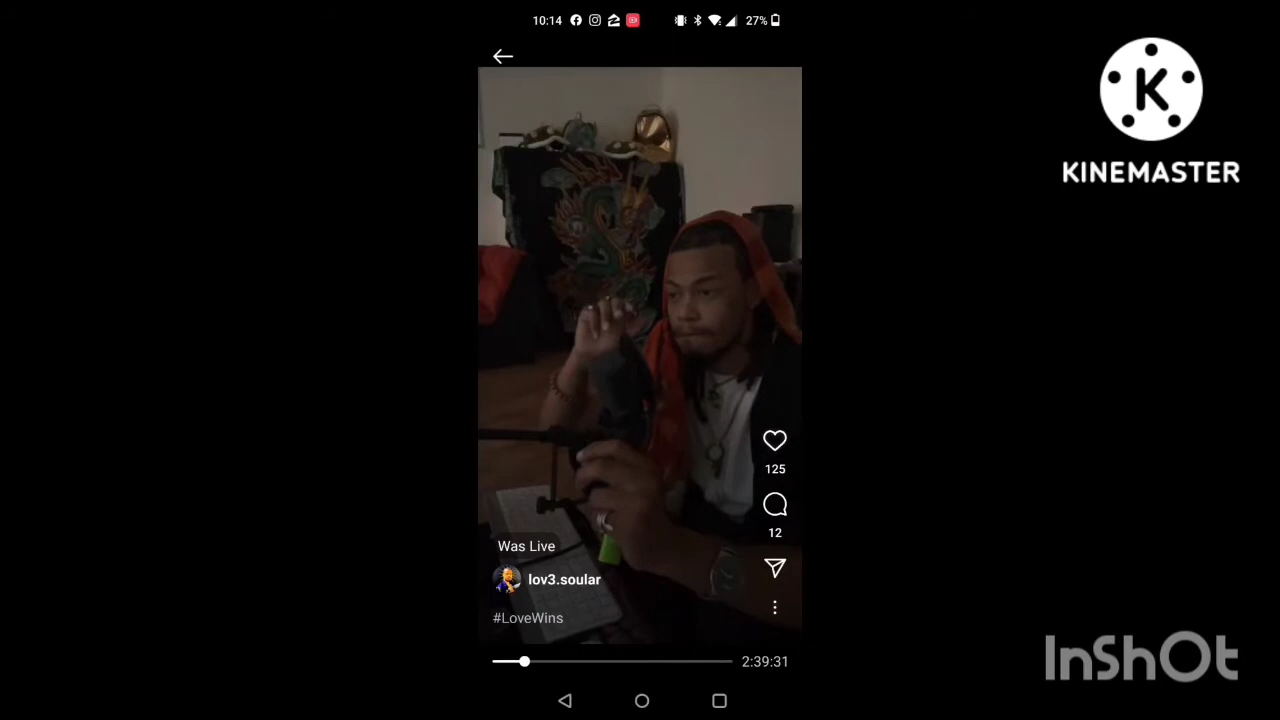 10:14
27%
KINEMASTER
125
12
Was Live
lov3.soular
#LoveWins
2:39:31
InShOt